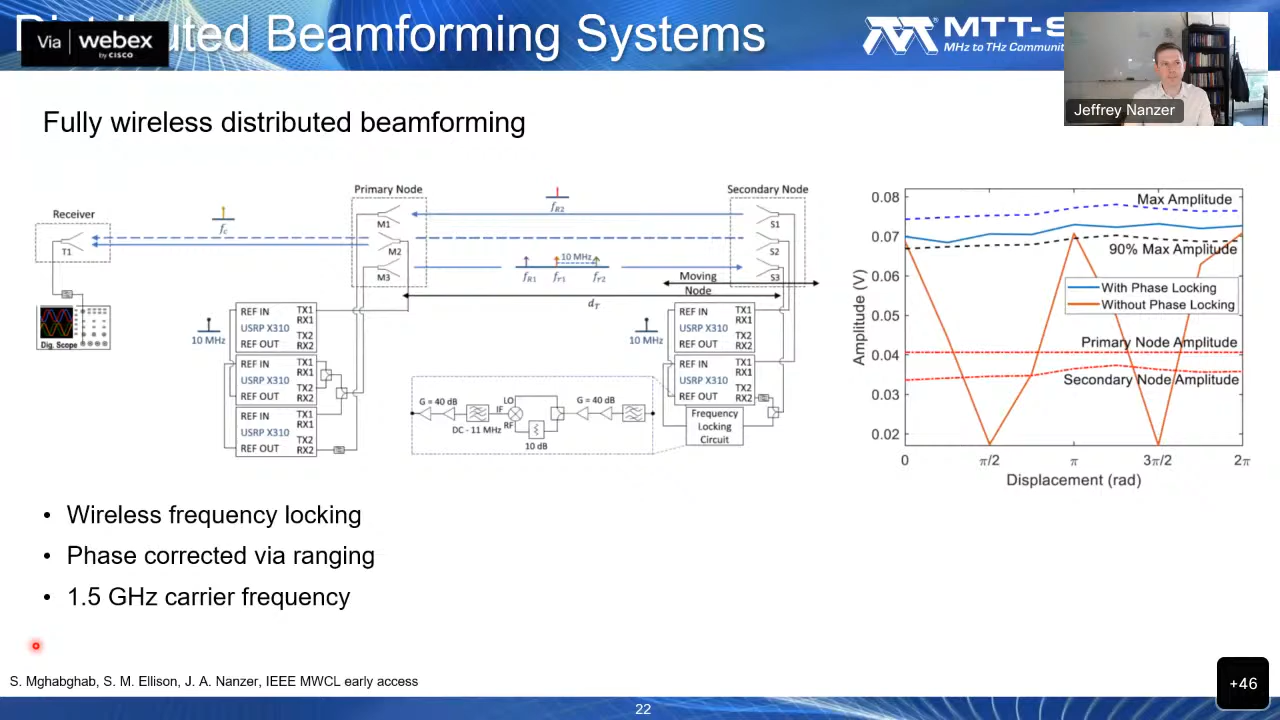 Distributed Beamforming Systems
Via webex
by CISCO
MTT-S
MHz to THz Communit
Jeffrey Nanzer
Fully wireless distributed beamforming
Primary Node
Secondary Node
Receiver
T1
fc
M1
M2
M3
fR2
10 MHz
fR1
fr1
fr2
S1
S2
S3
Moving
Node
dT
Dig. Scope
10 MHz
REF IN
USRP X310
REF OUT
TX1
RX1
TX2
RX2
REF IN
USRP X310
REF OUT
TX1
RX1
TX2
RX2
REF IN
USRP X310
REF OUT
TX1
RX1
TX2
RX2
G = 40 dB
DC - 11 MHz
IF
LO
RF
10 dB
G = 40 dB
10 MHz
REF IN
USRP X310
REF OUT
TX1
RX1
TX2
RX2
REF IN
USRP X310
REF OUT
TX1
RX1
TX2
RX2
Frequency
Locking
Circuit
Amplitude (V)
0.08
0.07
0.06
0.05
0.04
0.03
0.02
Max Amplitude
90% Max Amplitude
With Phase Locking
Without Phase Locking
Primary Node Amplitude
Secondary Node Amplitude
0 π/2 π 3π/2 2π
Displacement (rad)
• Wireless frequency locking
• Phase corrected via ranging
• 1.5 GHz carrier frequency
S. Mghabghab, S. M. Ellison, J. A. Nanzer, IEEE MWCL early access
22
+46